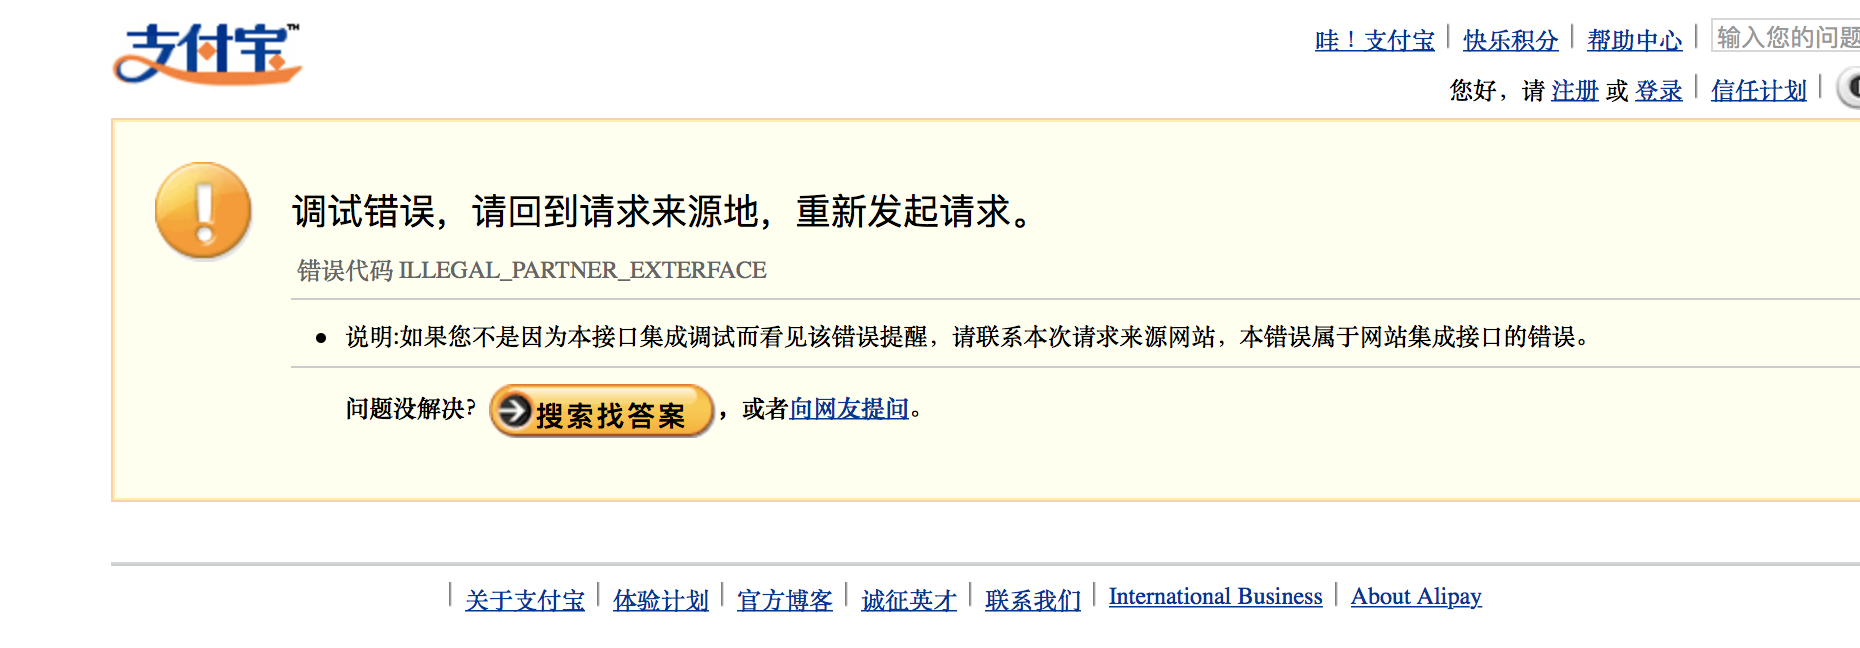 支付宝™
哇！支付宝 快乐积分 帮助中心 输入您的问题
您好，请 注册 或 登录 信任计划
调试错误，请回到请求来源地，重新发起请求。
错误代码 ILLEGAL_PARTNER_EXTERFACE
说明:如果您不是因为本接口集成调试而看见该错误提醒，请联系本次请求来源网站，本错误属于网站集成接口的错误。
问题没解决? 搜索找答案 ，或者向网友提问。
关于支付宝 体验计划 官方博客 诚征英才 联系我们 International Business About Alipay